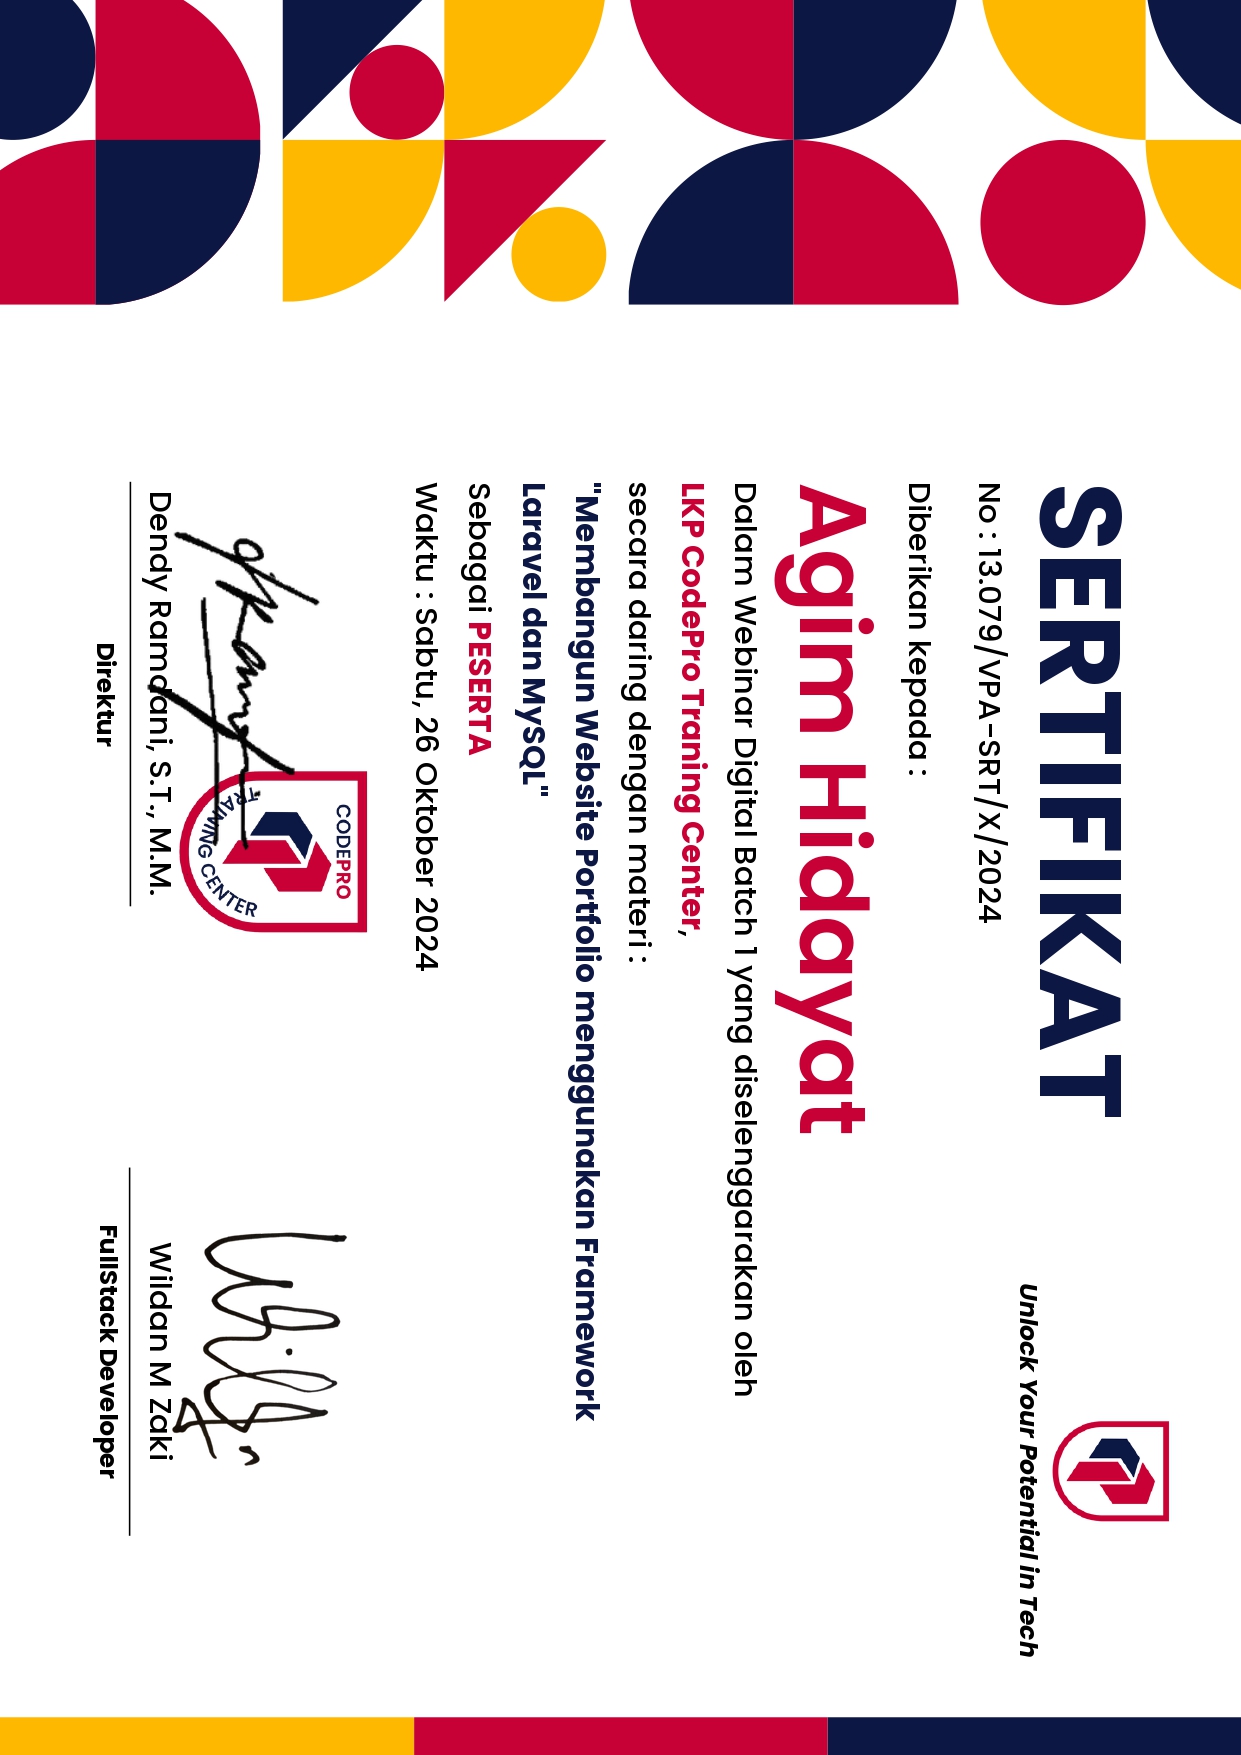 SERTIFIKAT
Unlock Your Potential in Tech
No : 13.079/VPA-SRT/X/2024
Diberikan kepada :
Agim Hidayat
Dalam Webinar Digital Batch 1 yang diselenggarakan oleh
LKP CodePro Traning Center,
secara daring dengan materi :
"Membangun Website Portfolio menggunakan Framework
Laravel dan MySQL"
Sebagai PESERTA
Waktu : Sabtu, 26 Oktober 2024
CODEPRO
TRAINING CENTER
Dendy Ramdani, S.T., M.M.
Direktur
Wildan M Zaki
FullStack Developer